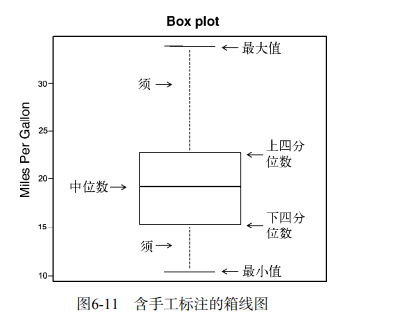 Box plot
最大值
须
30
25
Miles Per Gallon
上四分
位数
20
中位数
下四分
位数
15
须
最小值
10
图6-11 含手工标注的箱线图